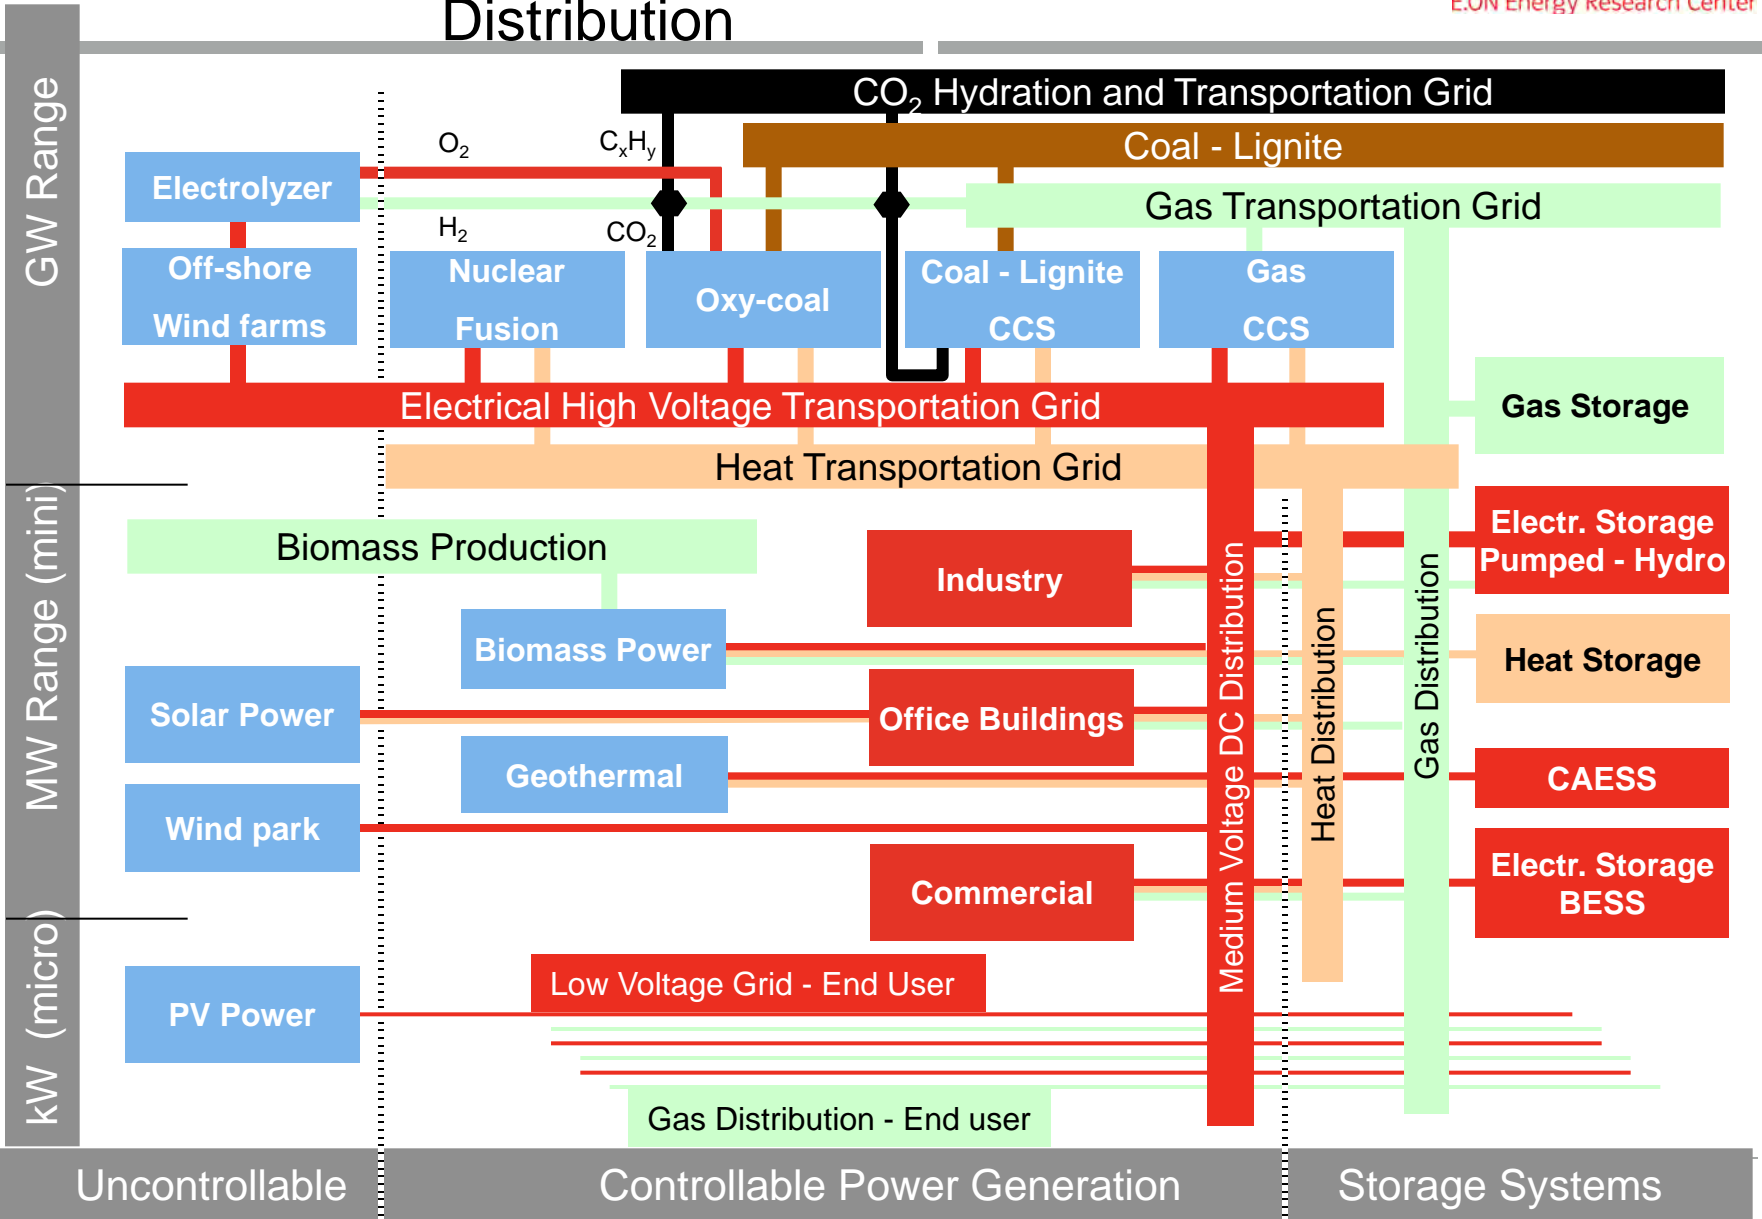 Distribution
E.ON Energy Research Center
GW Range
MW Range (mini)
kW (micro)
CO₂ Hydration and Transportation Grid
O₂
CₓHᵧ
Coal - Lignite
Electrolyzer
Gas Transportation Grid
H₂
CO₂
Off-shore
Wind farms
Nuclear
Fusion
Oxy-coal
Coal - Lignite
CCS
Gas
CCS
Electrical High Voltage Transportation Grid
Gas Storage
Heat Transportation Grid
Biomass Production
Industry
Electr. Storage
Pumped - Hydro
Biomass Power
Heat Storage
Solar Power
Office Buildings
Medium Voltage DC Distribution
Heat Distribution
Gas Distribution
Geothermal
CAESS
Wind park
Commercial
Electr. Storage
BESS
Low Voltage Grid - End User
PV Power
Gas Distribution - End user
Uncontrollable
Controllable Power Generation
Storage Systems